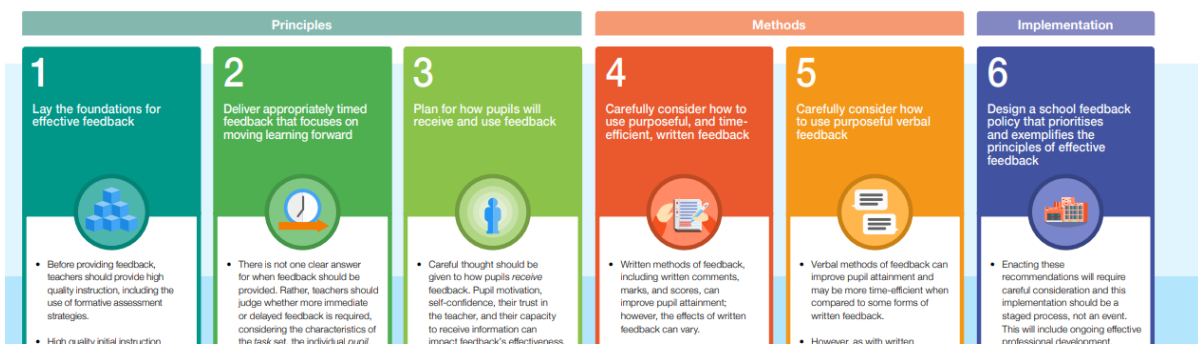 Principles
Methods
Implementation
1
Lay the foundations for
effective feedback
• Before providing feedback,
teachers should provide high
quality instruction, including the
use of formative assessment
strategies.
• High quality initial instruction
2
Deliver appropriately timed
feedback that focuses on
moving learning forward
• There is not one clear answer
for when feedback should be
provided. Rather, teachers should
judge whether more immediate
or delayed feedback is required,
considering the characteristics of
the task set, the individual pupil
3
Plan for how pupils will
receive and use feedback
• Careful thought should be
given to how pupils receive
feedback. Pupil motivation,
self-confidence, their trust in
the teacher, and their capacity
to receive information can
impact feedback's effectiveness.
4
Carefully consider how to
use purposeful, and time-
efficient, written feedback
• Written methods of feedback,
including written comments,
marks, and scores, can
improve pupil attainment;
however, the effects of written
feedback can vary.
5
Carefully consider how
to use purposeful verbal
feedback
• Verbal methods of feedback can
improve pupil attainment and
may be more time-efficient when
compared to some forms of
written feedback.
• However, as with written
6
Design a school feedback
policy that prioritises
and exemplifies the
principles of effective
feedback
• Enacting these
recommendations will require
careful consideration and this
implementation should be a
staged process, not an event.
This will include ongoing effective
professional development.